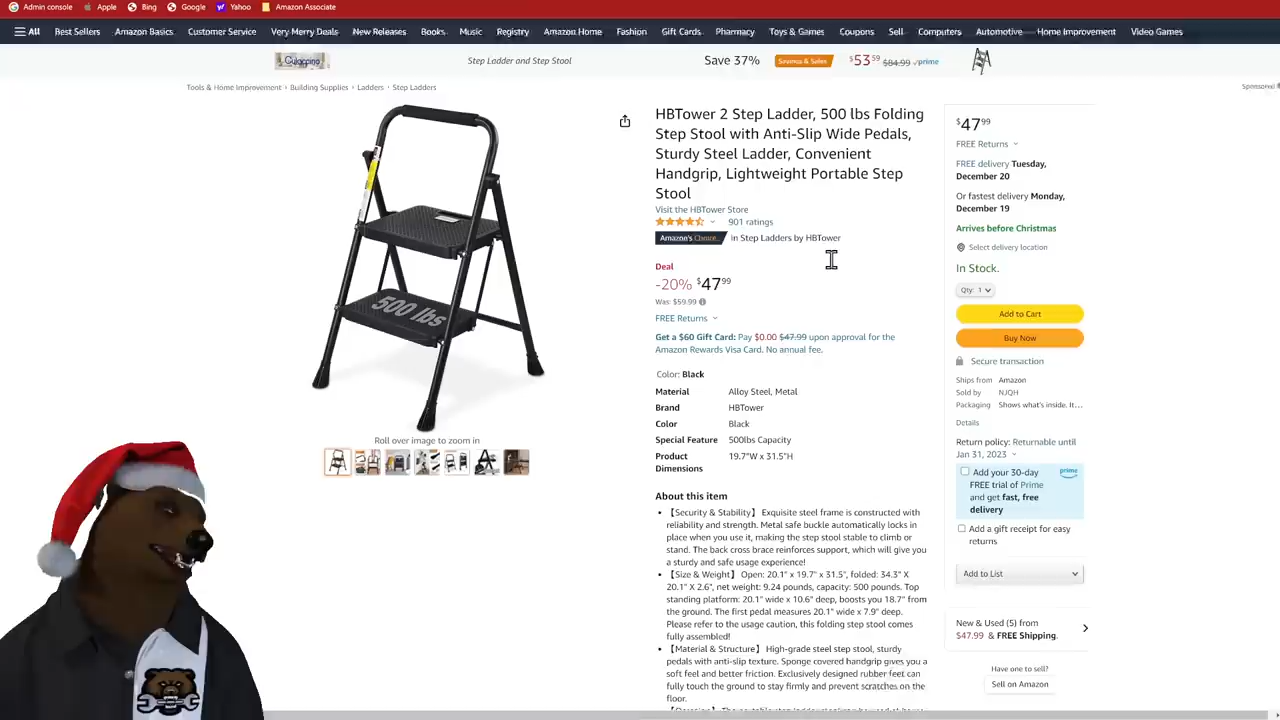 Admin console Apple Bing Google Yahoo Amazon Associate
All Best Sellers Amazon Basics Customer Service Very Merry Deals New Releases Books Music Registry Amazon Home Fashion Gift Cards Pharmacy Toys & Games Coupons Sell Computers Automotive Home Improvement Video Games
Culaccino Step Ladder and Step Stool Save 37% $53.59 $84.99 prime
Sponsored
Tools & Home Improvement › Building Supplies › Ladders › Step Ladders
500 lbs
Roll over image to zoom in
HBTower 2 Step Ladder, 500 lbs Folding
Step Stool with Anti-Slip Wide Pedals,
Sturdy Steel Ladder, Convenient
Handgrip, Lightweight Portable Step
Stool
Visit the HBTower Store
901 ratings
Amazon's Choice in Step Ladders by HBTower
Deal
-20% $47.99
Was: $59.99
FREE Returns
Get a $60 Gift Card: Pay $0.00 $47.99 upon approval for the
Amazon Rewards Visa Card. No annual fee.
Color: Black
Material Alloy Steel, Metal
Brand HBTower
Color Black
Special Feature 500lbs Capacity
Product Dimensions 19.7"W x 31.5"H
About this item
• 【Security & Stability】 Exquisite steel frame is constructed with
reliability and strength. Metal safe buckle automatically locks in
place when you use it, making the step stool stable to climb or
stand. The back cross brace reinforces support, which will give you
a sturdy and safe usage experience!
• 【Size & Weight】 Open: 20.1" x 19.7" x 31.5", folded: 34.3" X
20.1" X 2.6", net weight: 9.24 pounds, capacity: 500 pounds. Top
standing platform: 20.1" wide x 10.6" deep, boosts you 18.7" from
the ground. The first pedal measures 20.1" wide x 7.9" deep.
Please refer to the usage caution, this folding step stool comes
fully assembled!
• 【Material & Structure】 High-grade steel step stool, sturdy
pedals with anti-slip texture. Sponge covered handgrip gives you a
soft feel and better friction. Exclusively designed rubber feet can
fully touch the ground to stay firmly and prevent scratches on the
floor.
$47.99
FREE Returns
FREE delivery Tuesday,
December 20
Or fastest delivery Monday,
December 19
Arrives before Christmas
Select delivery location
In Stock.
Qty: 1
Add to Cart
Buy Now
Secure transaction
Ships from Amazon
Sold by NJQH
Packaging Shows what's inside. It…
Details
Return policy: Returnable until
Jan 31, 2023
Add your 30-day
FREE trial of Prime
and get fast, free
delivery
prime
Add a gift receipt for easy
returns
Add to List
New & Used (5) from
$47.99 & FREE Shipping.
Have one to sell?
Sell on Amazon